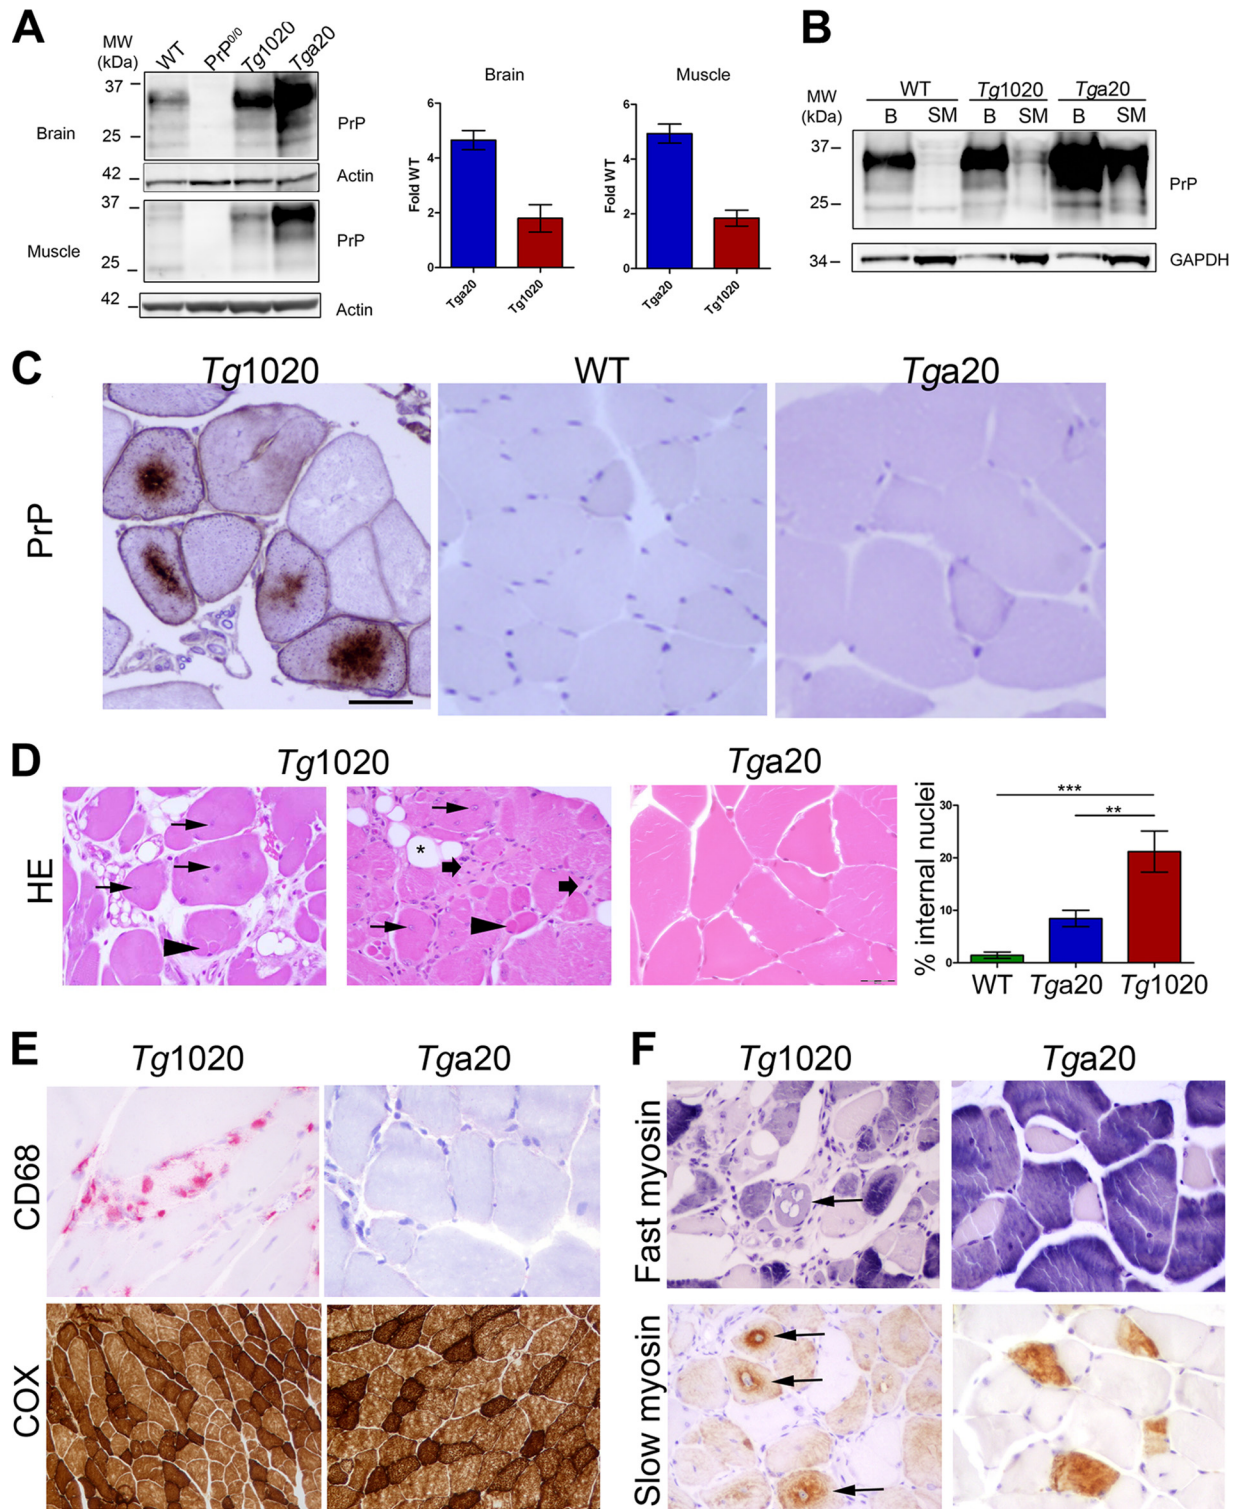 A
MW
(kDa)
WT
PrP0/0
Tg1020
Tga20
37
Brain
25
PrP
42
Actin
37
Muscle
PrP
25
42
Actin
Brain
Fold WT
6
4
2
0
Tga20
Tg1020
Muscle
Fold WT
6
4
2
0
Tga20
Tg1020
B
WT
Tg1020
Tga20
MW
(kDa)
B
SM
B
SM
B
SM
37
PrP
25
34
GAPDH
C
Tg1020
WT
Tga20
PrP
D
Tg1020
Tga20
HE
*
% internal nuclei
30
20
10
0
***
**
WT
Tga20
Tg1020
E
Tg1020
Tga20
CD68
COX
F
Tg1020
Tga20
Fast myosin
Slow myosin